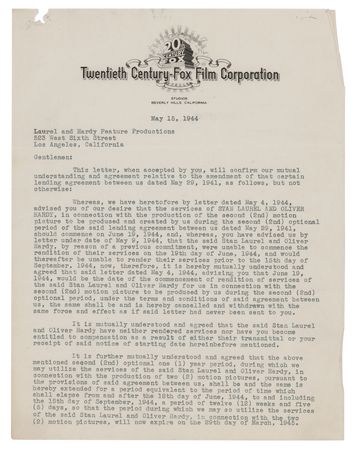 20th
Twentieth Century-Fox Film Corporation
STUDIOS
BEVERLY HILLS, CALIFORNIA
May 15, 1944
Laurel and Hardy Feature Productions
523 West Sixth Street
Los Angeles, California
Gentlemen:
This letter, when accepted by you, will confirm our mutual
understanding and agreement relative to the amendment of that certain
lending agreement between us dated May 29, 1941, as follows, but not
otherwise:
Whereas, we have heretofore by letter dated May 4, 1944,
advised you of our desire that the services of STAN LAUREL AND OLIVER
HARDY, in connection with the production of the second (2nd) motion
picture to be produced and created by us during the second (2nd) optional
period of the said lending agreement between us dated May 29, 1941,
should commence on June 19, 1944, and, whereas, you have advised us by
letter under date of May 9, 1944, that the said Stan Laurel and Oliver
Hardy, by reason of a previous commitment, were unable to commence the
rendition of their services on the 19th day of June, 1944, and would
thereafter be unable to render their services prior to the 16th day of
September, 1944, now therefore, it is hereby mutually understood and
agreed that said letter dated May 4, 1944, advising you that June 19,
1944, would be the date of the commencement of rendition of services of
the said Stan Laurel and Oliver Hardy for us in connection with the
second (2nd) motion picture to be produced by us during the second (2nd)
optional period, under the terms and conditions of said agreement between
us, the same shall be and is hereby cancelled and withdrawn with the
same force and effect as if said letter had never been sent to you.
It is mutually understood and agreed that the said Stan Laurel
and Oliver Hardy have neither rendered services nor have you become
entitled to compensation as a result of either their transmittal or your
receipt of said notice of starting date hereinbefore mentioned.
It is further mutually understood and agreed that the above
mentioned second (2nd) optional one (1) year period, during which we
may utilize the services of the said Stan Laurel and Oliver Hardy, in
connection with the production of two (2) motion pictures, pursuant to
the provisions of said agreement between us, shall be and the same is
hereby extended for a period equivalent to the period of time which
shall elapse from and after the 18th day of June, 1944, to and including
the 15th day of September, 1944, a period of twelve (12) weeks and five
(5) days, so that the period during which we may so utilize the services
of the said Stan Laurel and Oliver Hardy, in connection with the two
(2) motion pictures, will now expire on the 29th day of March, 1945.